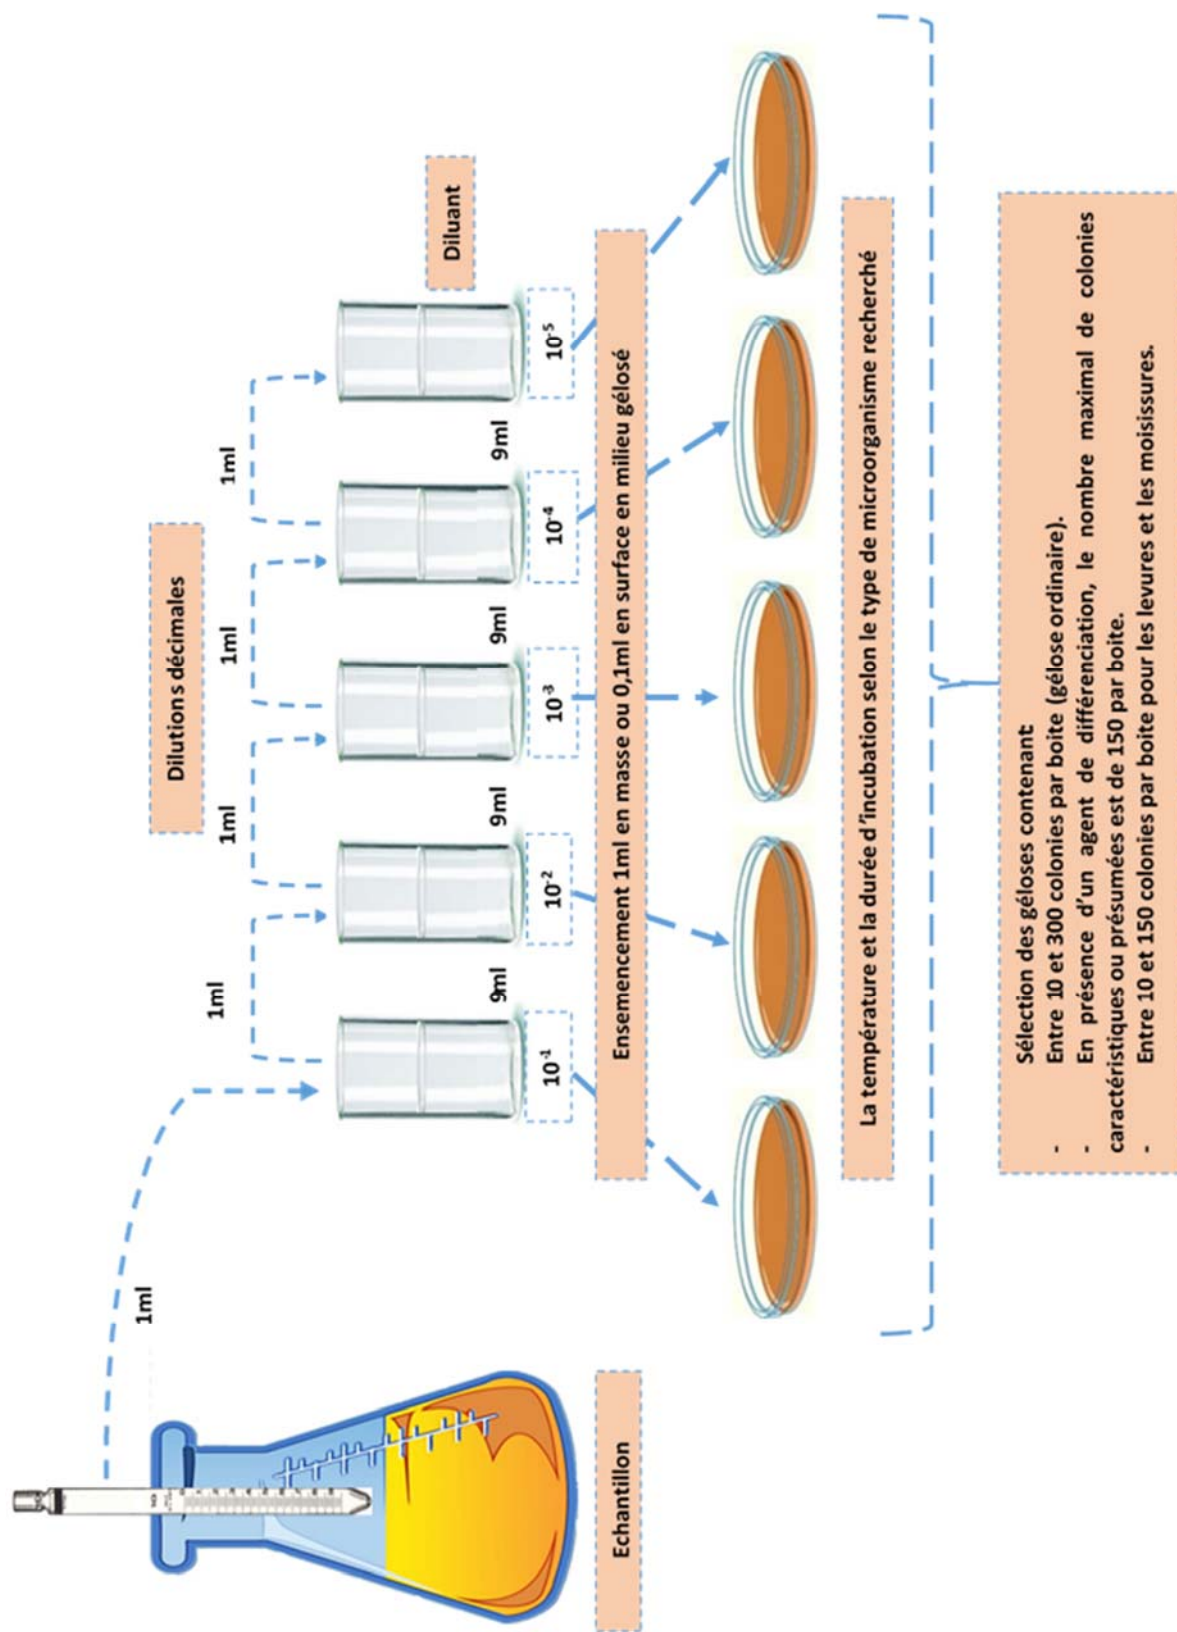 Dilutions décimales
1ml
1ml
1ml
1ml
1ml
Diluant
9ml
9ml
9ml
9ml
10-1
10-2
10-3
10-4
10-5
Echantillon
Ensemencement 1ml en masse ou 0,1ml en surface en milieu gélosé
La température et la durée d'incubation selon le type de microorganisme recherché
Sélection des géloses contenant:
- Entre 10 et 300 colonies par boite (gélose ordinaire).
- En présence d'un agent de différenciation, le nombre maximal de colonies
caractéristiques ou présumées est de 150 par boite.
- Entre 10 et 150 colonies par boite pour les levures et les moisissures.